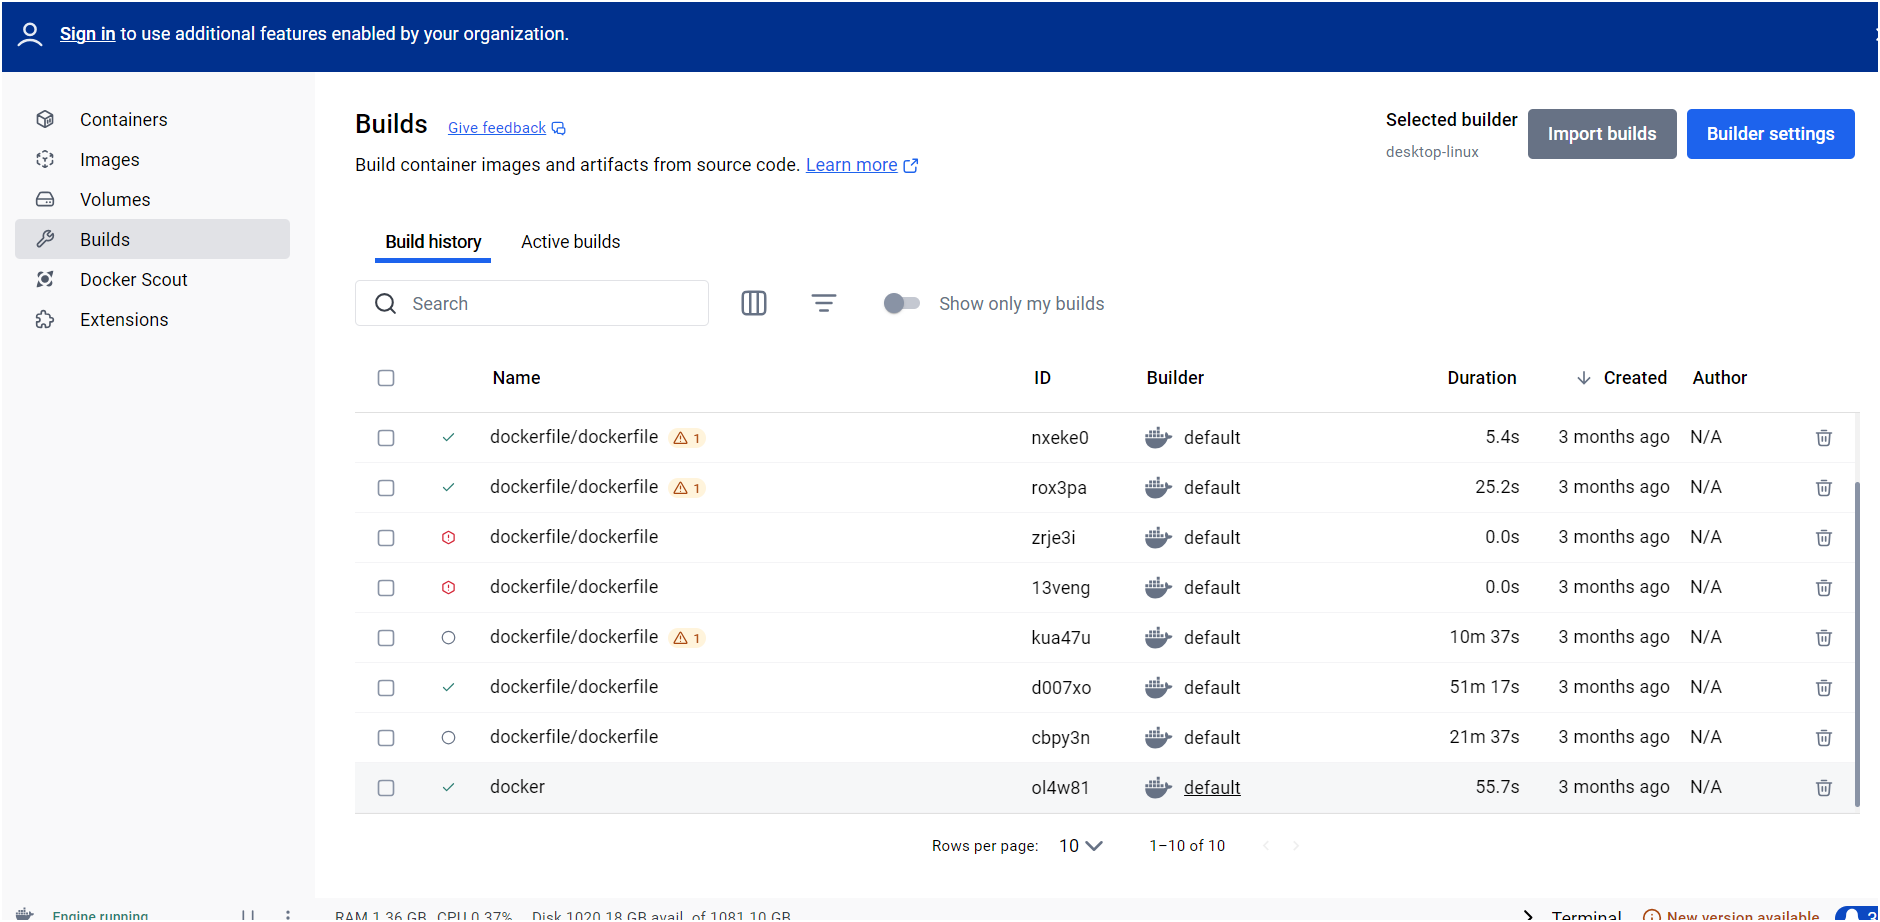 Sign in to use additional features enabled by your organization.
Containers
Images
Volumes
Builds
Docker Scout
Extensions
Builds Give feedback
Build container images and artifacts from source code. Learn more
Selected builder
desktop-linux
Import builds
Builder settings
Build history Active builds
Search
Show only my builds
Name ID Builder Duration Created Author
dockerfile/dockerfile 1 nxeke0 default 5.4s 3 months ago N/A
dockerfile/dockerfile 1 rox3pa default 25.2s 3 months ago N/A
dockerfile/dockerfile zrje3i default 0.0s 3 months ago N/A
dockerfile/dockerfile 13veng default 0.0s 3 months ago N/A
dockerfile/dockerfile 1 kua47u default 10m 37s 3 months ago N/A
dockerfile/dockerfile d007xo default 51m 17s 3 months ago N/A
dockerfile/dockerfile cbpy3n default 21m 37s 3 months ago N/A
docker ol4w81 default 55.7s 3 months ago N/A
Rows per page: 10 1–10 of 10
Engine running RAM 1.36 GB CPU 0.37% Disk 1020.18 GB avail. of 1081.10 GB Terminal New version available 3